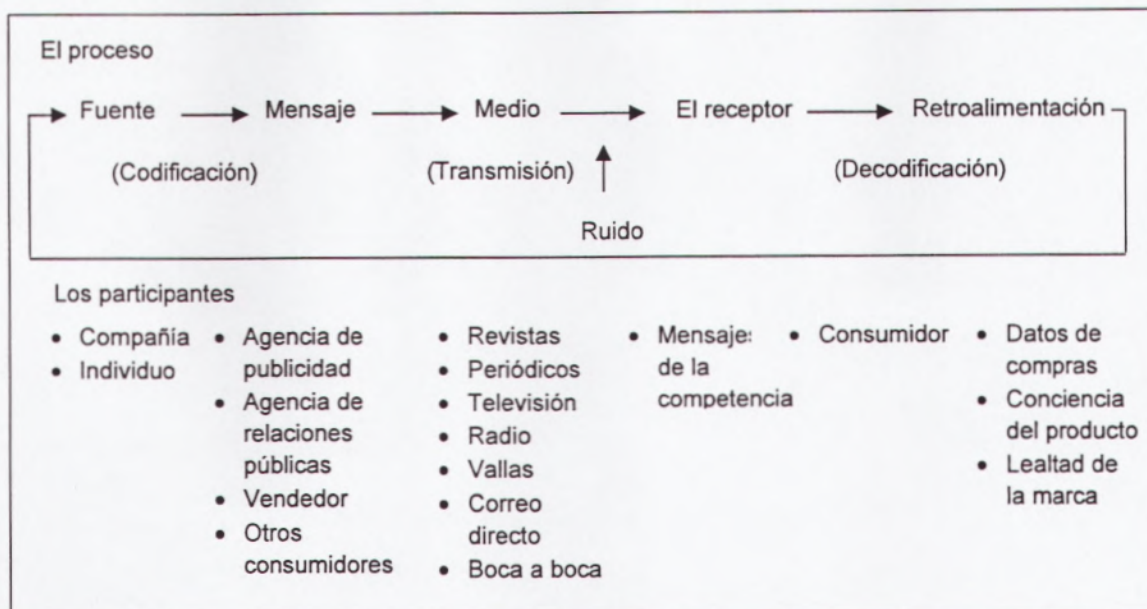 El proceso
Fuente Mensaje Medio El receptor Retroalimentación
(Codificación) (Transmisión) (Decodificación)
Ruido
Los participantes
• Compañía
• Individuo
• Agencia de
publicidad
• Agencia de
relaciones
públicas
• Vendedor
• Otros
consumidores
• Revistas
• Periódicos
• Televisión
• Radio
• Vallas
• Correo
directo
• Boca a boca
• Mensaje:
de la
competencia
• Consumidor
• Datos de
compras
• Conciencia
del producto
• Lealtad de
la marca